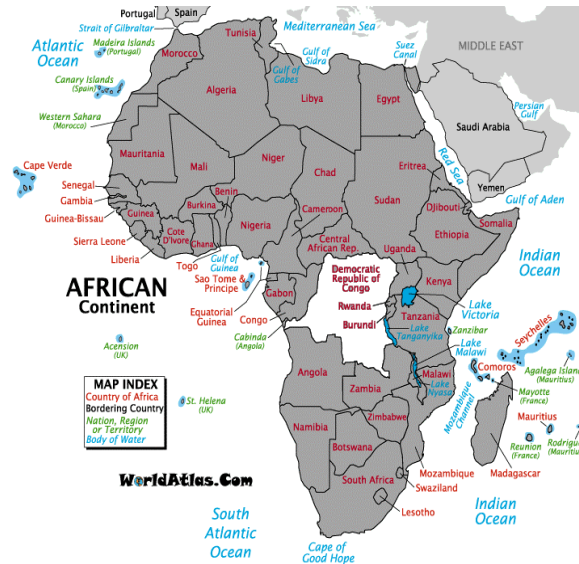 Portugal
Spain
Strait of Gibraltar
Mediterranean Sea
Atlantic
Ocean
Madeira Islands
(Portugal)
Tunisia
Morocco
Gulf of
Sidra
Suez
Canal
MIDDLE EAST
Gulf of
Gabes
Canary Islands
(Spain)
Algeria
Libya
Egypt
Persian
Gulf
Western Sahara
(Morocco)
Saudi Arabia
Red Sea
Mauritania
Mali
Niger
Chad
Sudan
Eritrea
Cape Verde
Senegal
Gambia
Guinea-Bissau
Guinea
Burkina
Benin
Nigeria
Cameroon
Yemen
Djibouti
Gulf of Aden
Somalia
Ethiopia
Sierra Leone
Cote
D'Ivore
Ghana
Central
African Rep.
Uganda
Liberia
Togo
Gulf of
Guinea
Indian
Ocean
AFRICAN
Continent
Sao Tome &
Principe
Gabon
Democratic
Republic of
Congo
Kenya
Rwanda
Burundi
Lake
Victoria
Tanzania
Equatorial
Guinea
Congo
Cabinda
(Angola)
Lake
Tanganyika
Zanzibar
Seychelles
Acension
(UK)
Lake
Malawi
Agalega Island
(Mauritius)
Angola
Malawi
Comoros
Mayotte
(France)
MAP INDEX
Country of Africa
Bordering Country
Nation, Region
or Territory
Body of Water
St. Helena
(UK)
Zambia
Lake
Nyasa
Mozambique
Channel
Zimbabwe
Mauritius
Namibia
Botswana
Reunion
(France)
Rodrigu
(Mauritiu
WorldAtlas.Com
South Africa
Mozambique
Swaziland
Madagascar
Lesotho
South
Atlantic
Ocean
Indian
Ocean
Cape of
Good Hope